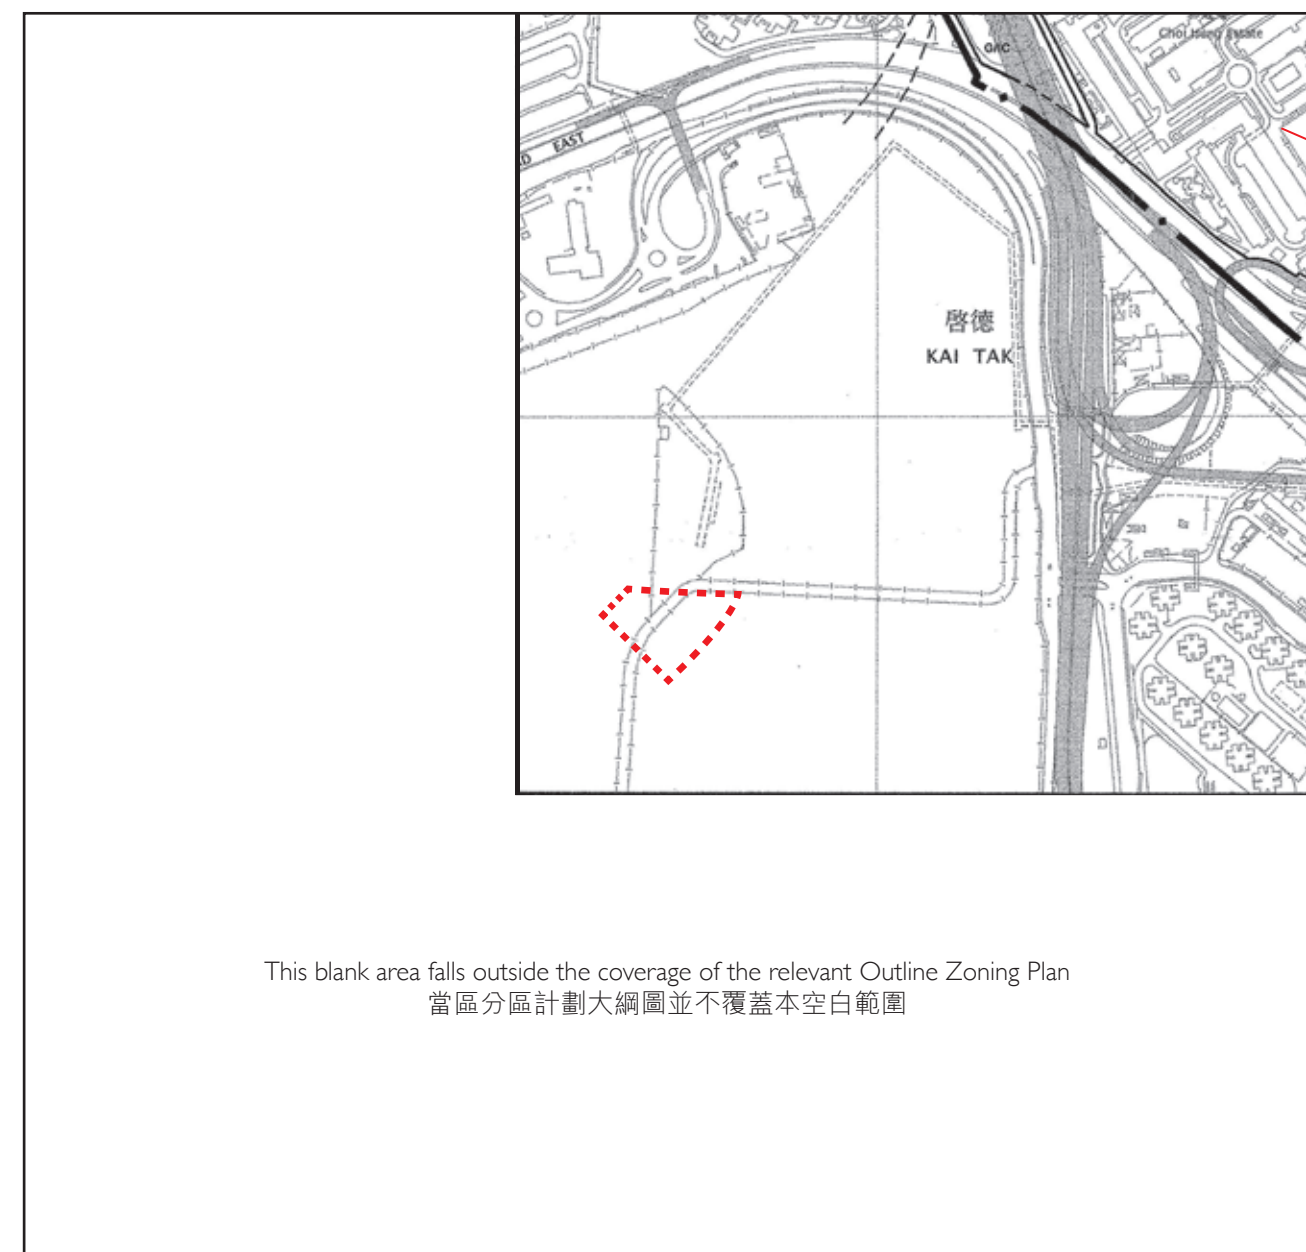 Choi Hung Estate
G/IC
RD EAST
啓德
KAI TAK
This blank area falls outside the coverage of the relevant Outline Zoning Plan
當區分區計劃大綱圖並不覆蓋本空白範圍